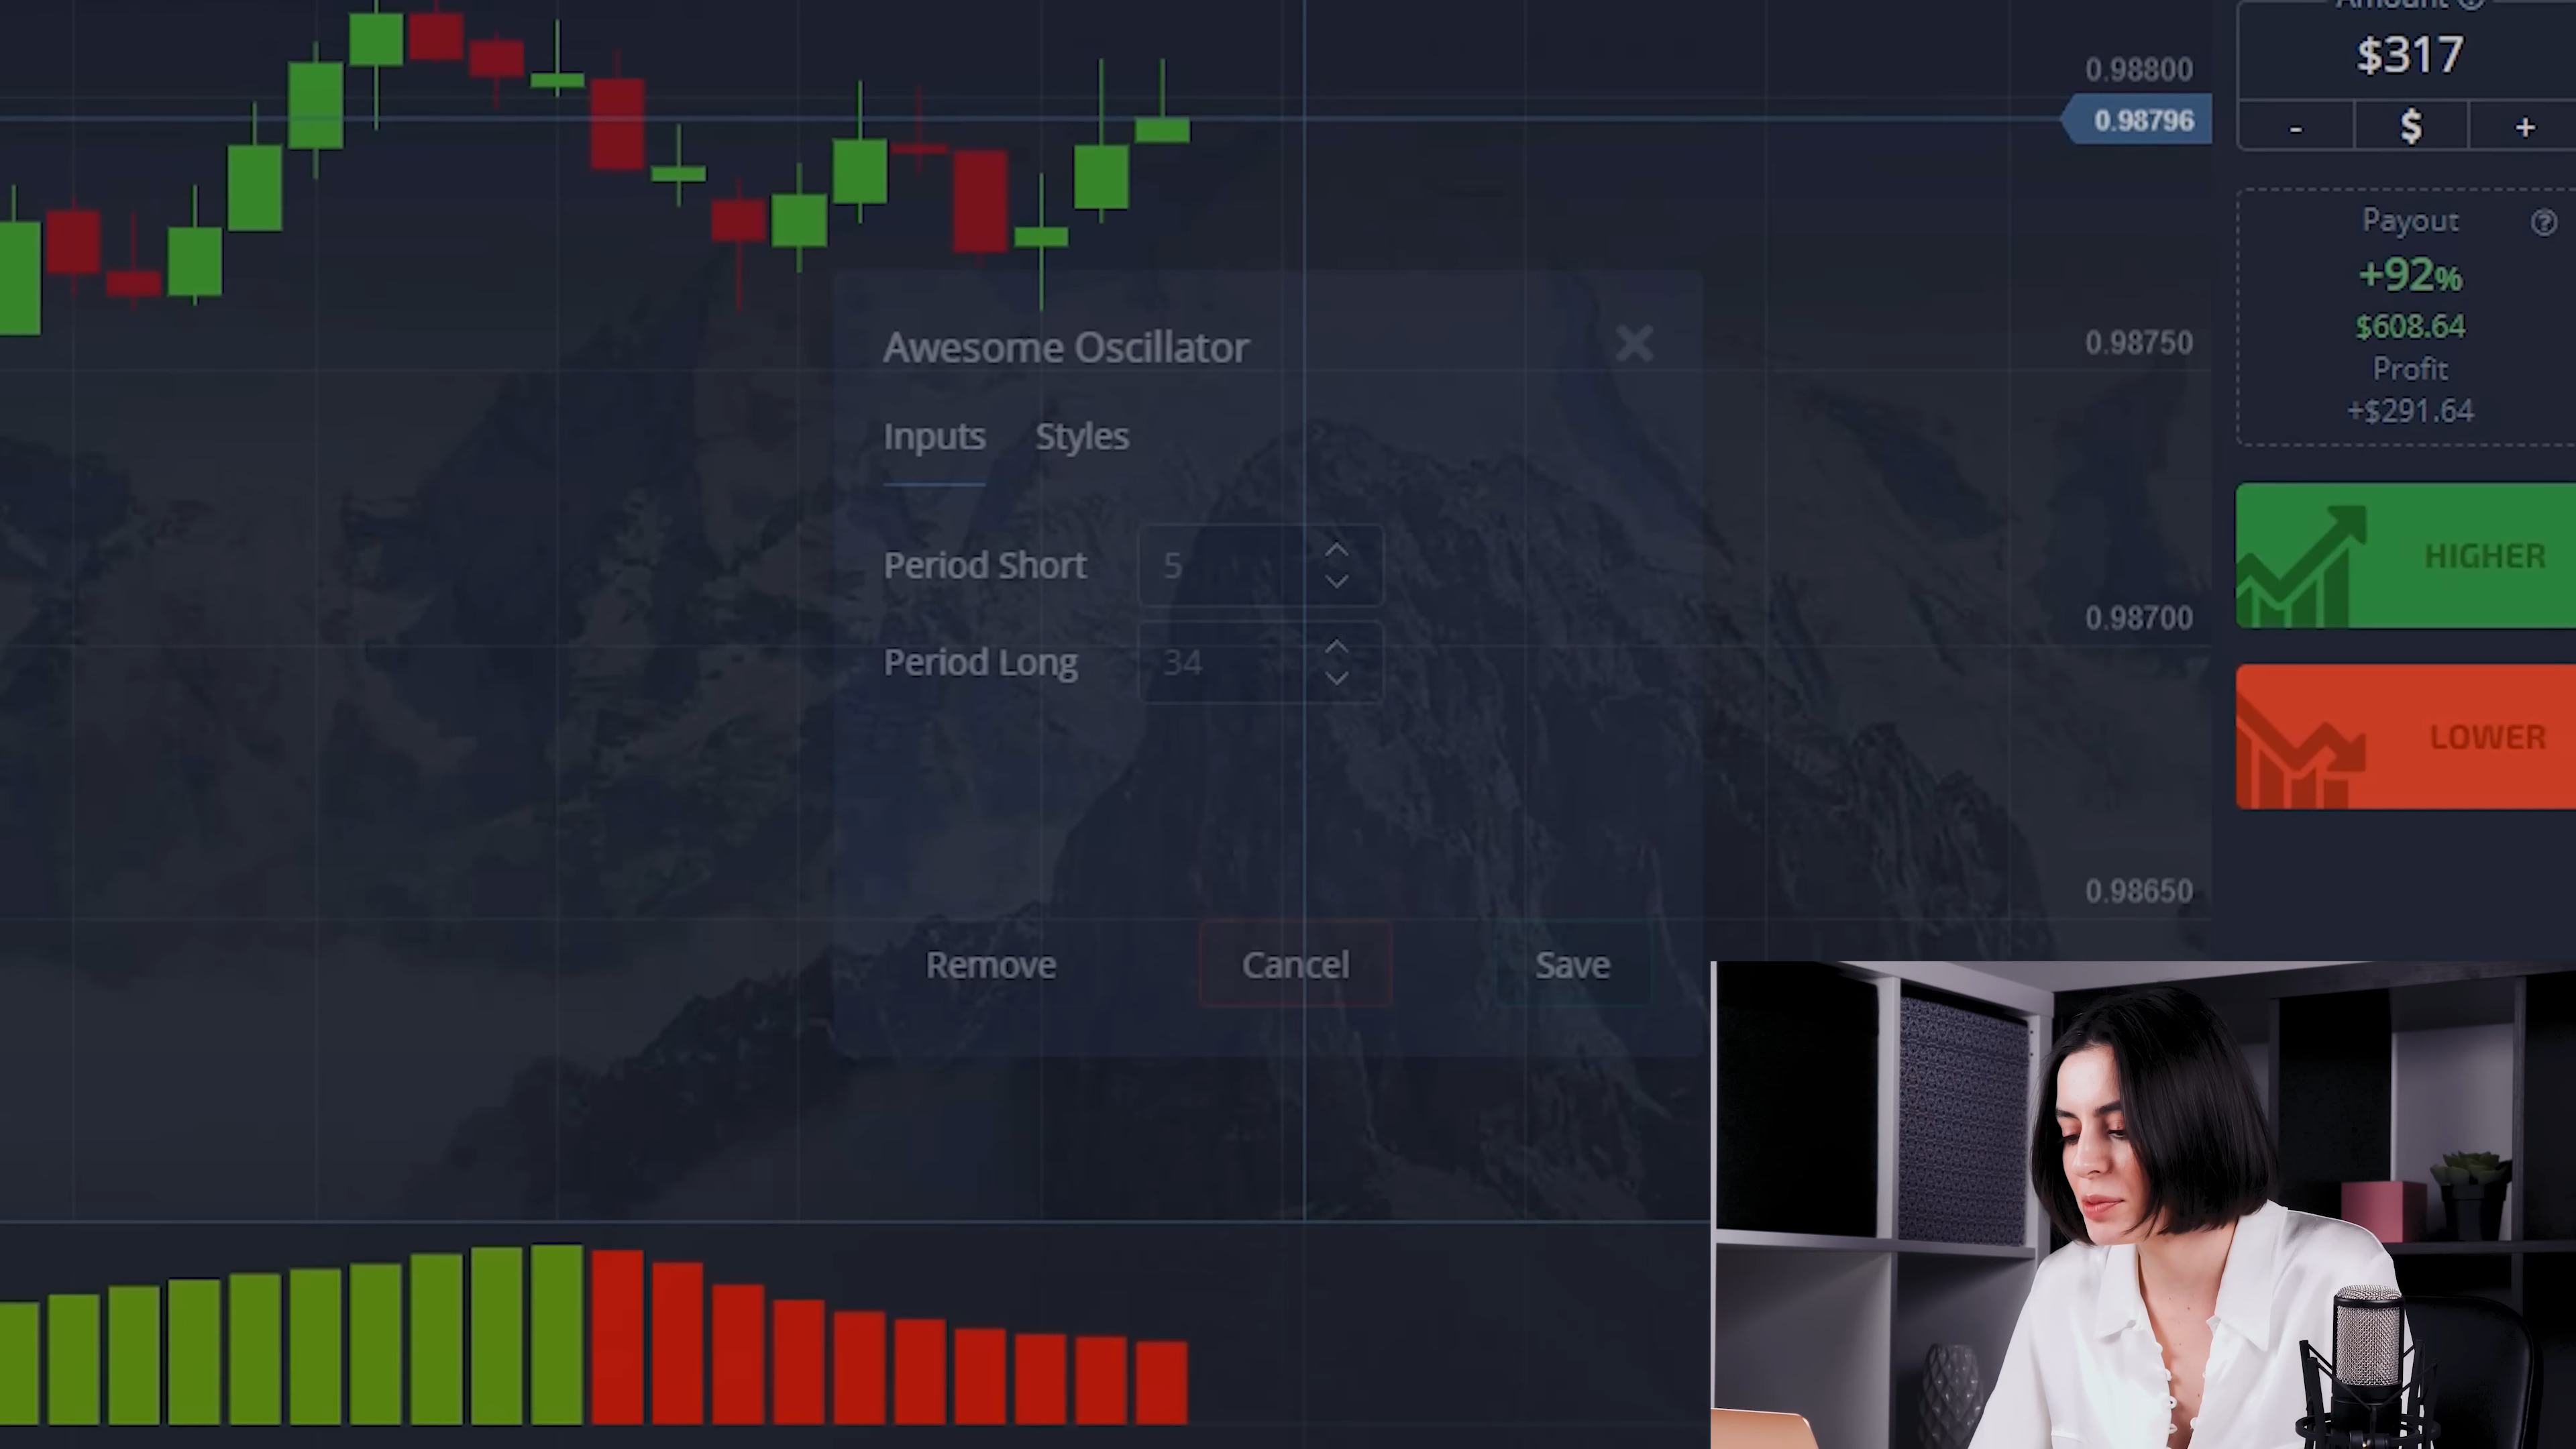 Amount
$317
- $ +
0.98800
0.98796
Payout
+92%
$608.64
Profit
+$291.64
0.98750
Awesome Oscillator
Inputs Styles
HIGHER
Period Short 5
0.98700
Period Long 34
LOWER
0.98650
Remove Cancel Save